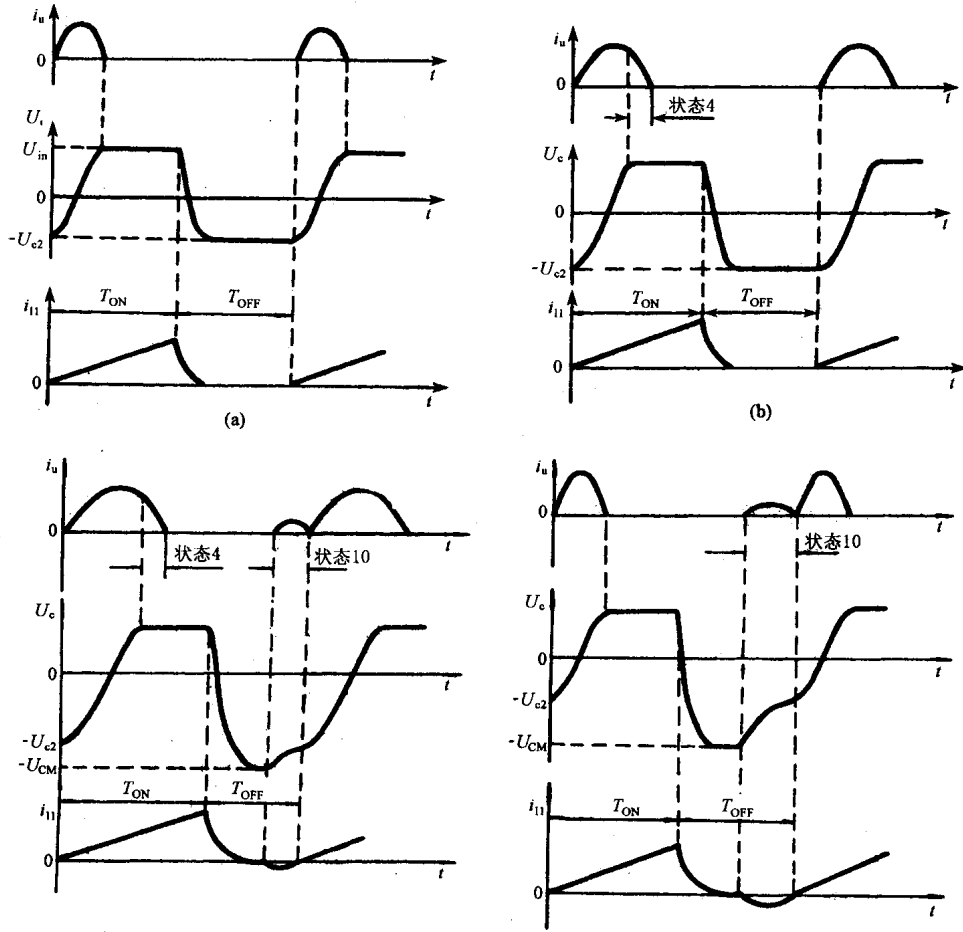 i_u
0
t
U_c
U_in
0
-U_c2
t
i_11
T_ON
T_OFF
0
t
(a)
i_u
0
t
状态4
U_c
0
t
-U_c2
i_11
T_ON
T_OFF
0
t
(b)
i_u
0
t
状态4
状态10
U_c
0
t
-U_c2
-U_CM
T_ON
T_OFF
i_11
0
t
i_u
0
t
状态10
U_c
0
t
-U_c2
-U_CM
i_11
T_ON
T_OFF
0
t